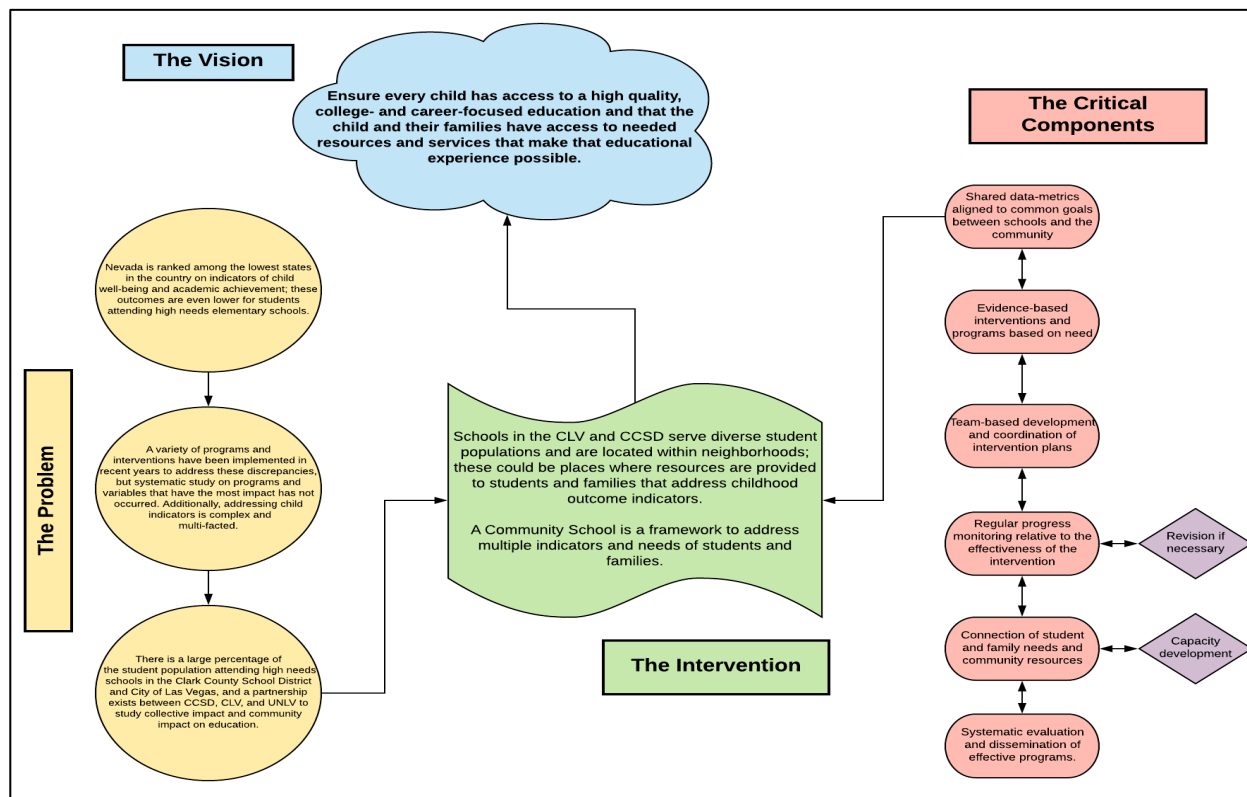 The Vision
Ensure every child has access to a high quality,
college- and career-focused education and that the
child and their families have access to needed
resources and services that make that educational
experience possible.
The Critical
Components
The Problem
Nevada is ranked among the lowest states
in the country on indicators of child
well-being and academic achievement; these
outcomes are even lower for students
attending high needs elementary schools.
A variety of programs and
interventions have been implemented in
recent years to address these discrepancies,
but systematic study on programs and
variables that have the most impact has not
occurred. Additionally, addressing child
indicators is complex and
multi-facted.
There is a large percentage of
the student population attending high needs
schools in the Clark County School District
and City of Las Vegas, and a partnership
exists between CCSD, CLV, and UNLV to
study collective impact and community
impact on education.
Schools in the CLV and CCSD serve diverse student
populations and are located within neighborhoods;
these could be places where resources are provided
to students and families that address childhood
outcome indicators.
A Community School is a framework to address
multiple indicators and needs of students and
families.
The Intervention
Shared data-metrics
aligned to common goals
between schools and the
community
Evidence-based
interventions and
programs based on need
Team-based development
and coordination of
intervention plans
Regular progress
monitoring relative to the
effectiveness of the
intervention
Revision if
necessary
Connection of student
and family needs and
community resources
Capacity
development
Systematic evaluation
and dissemination of
effective programs.